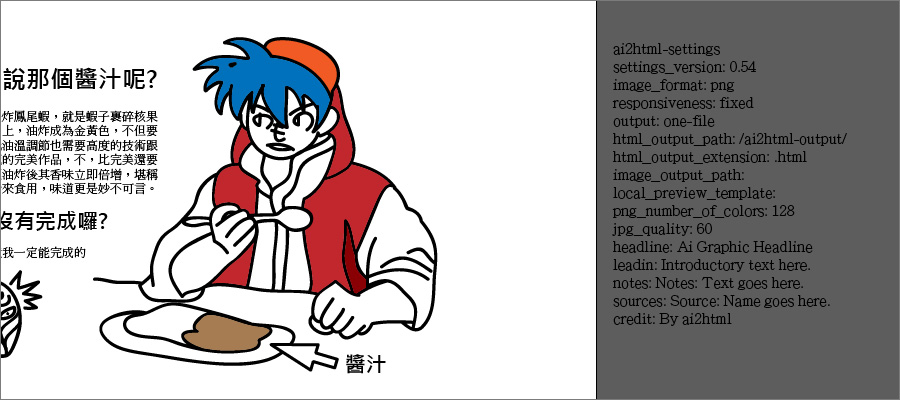 說那個醬汁呢?
炸鳳尾蝦，就是蝦子裹碎核果
上，油炸成為金黃色，不但要
油溫調節也需要高度的技術跟
的完美作品，不，比完美還要
油炸後其香味立即倍增，堪稱
來食用，味道更是妙不可言。
沒有完成囉?
我一定能完成的
醬汁
ai2html-settings
settings_version: 0.54
image_format: png
responsiveness: fixed
output: one-file
html_output_path: /ai2html-output/
html_output_extension: .html
image_output_path:
local_preview_template:
png_number_of_colors: 128
jpg_quality: 60
headline: Ai Graphic Headline
leadin: Introductory text here.
notes: Notes: Text goes here.
sources: Source: Name goes here.
credit: By ai2html